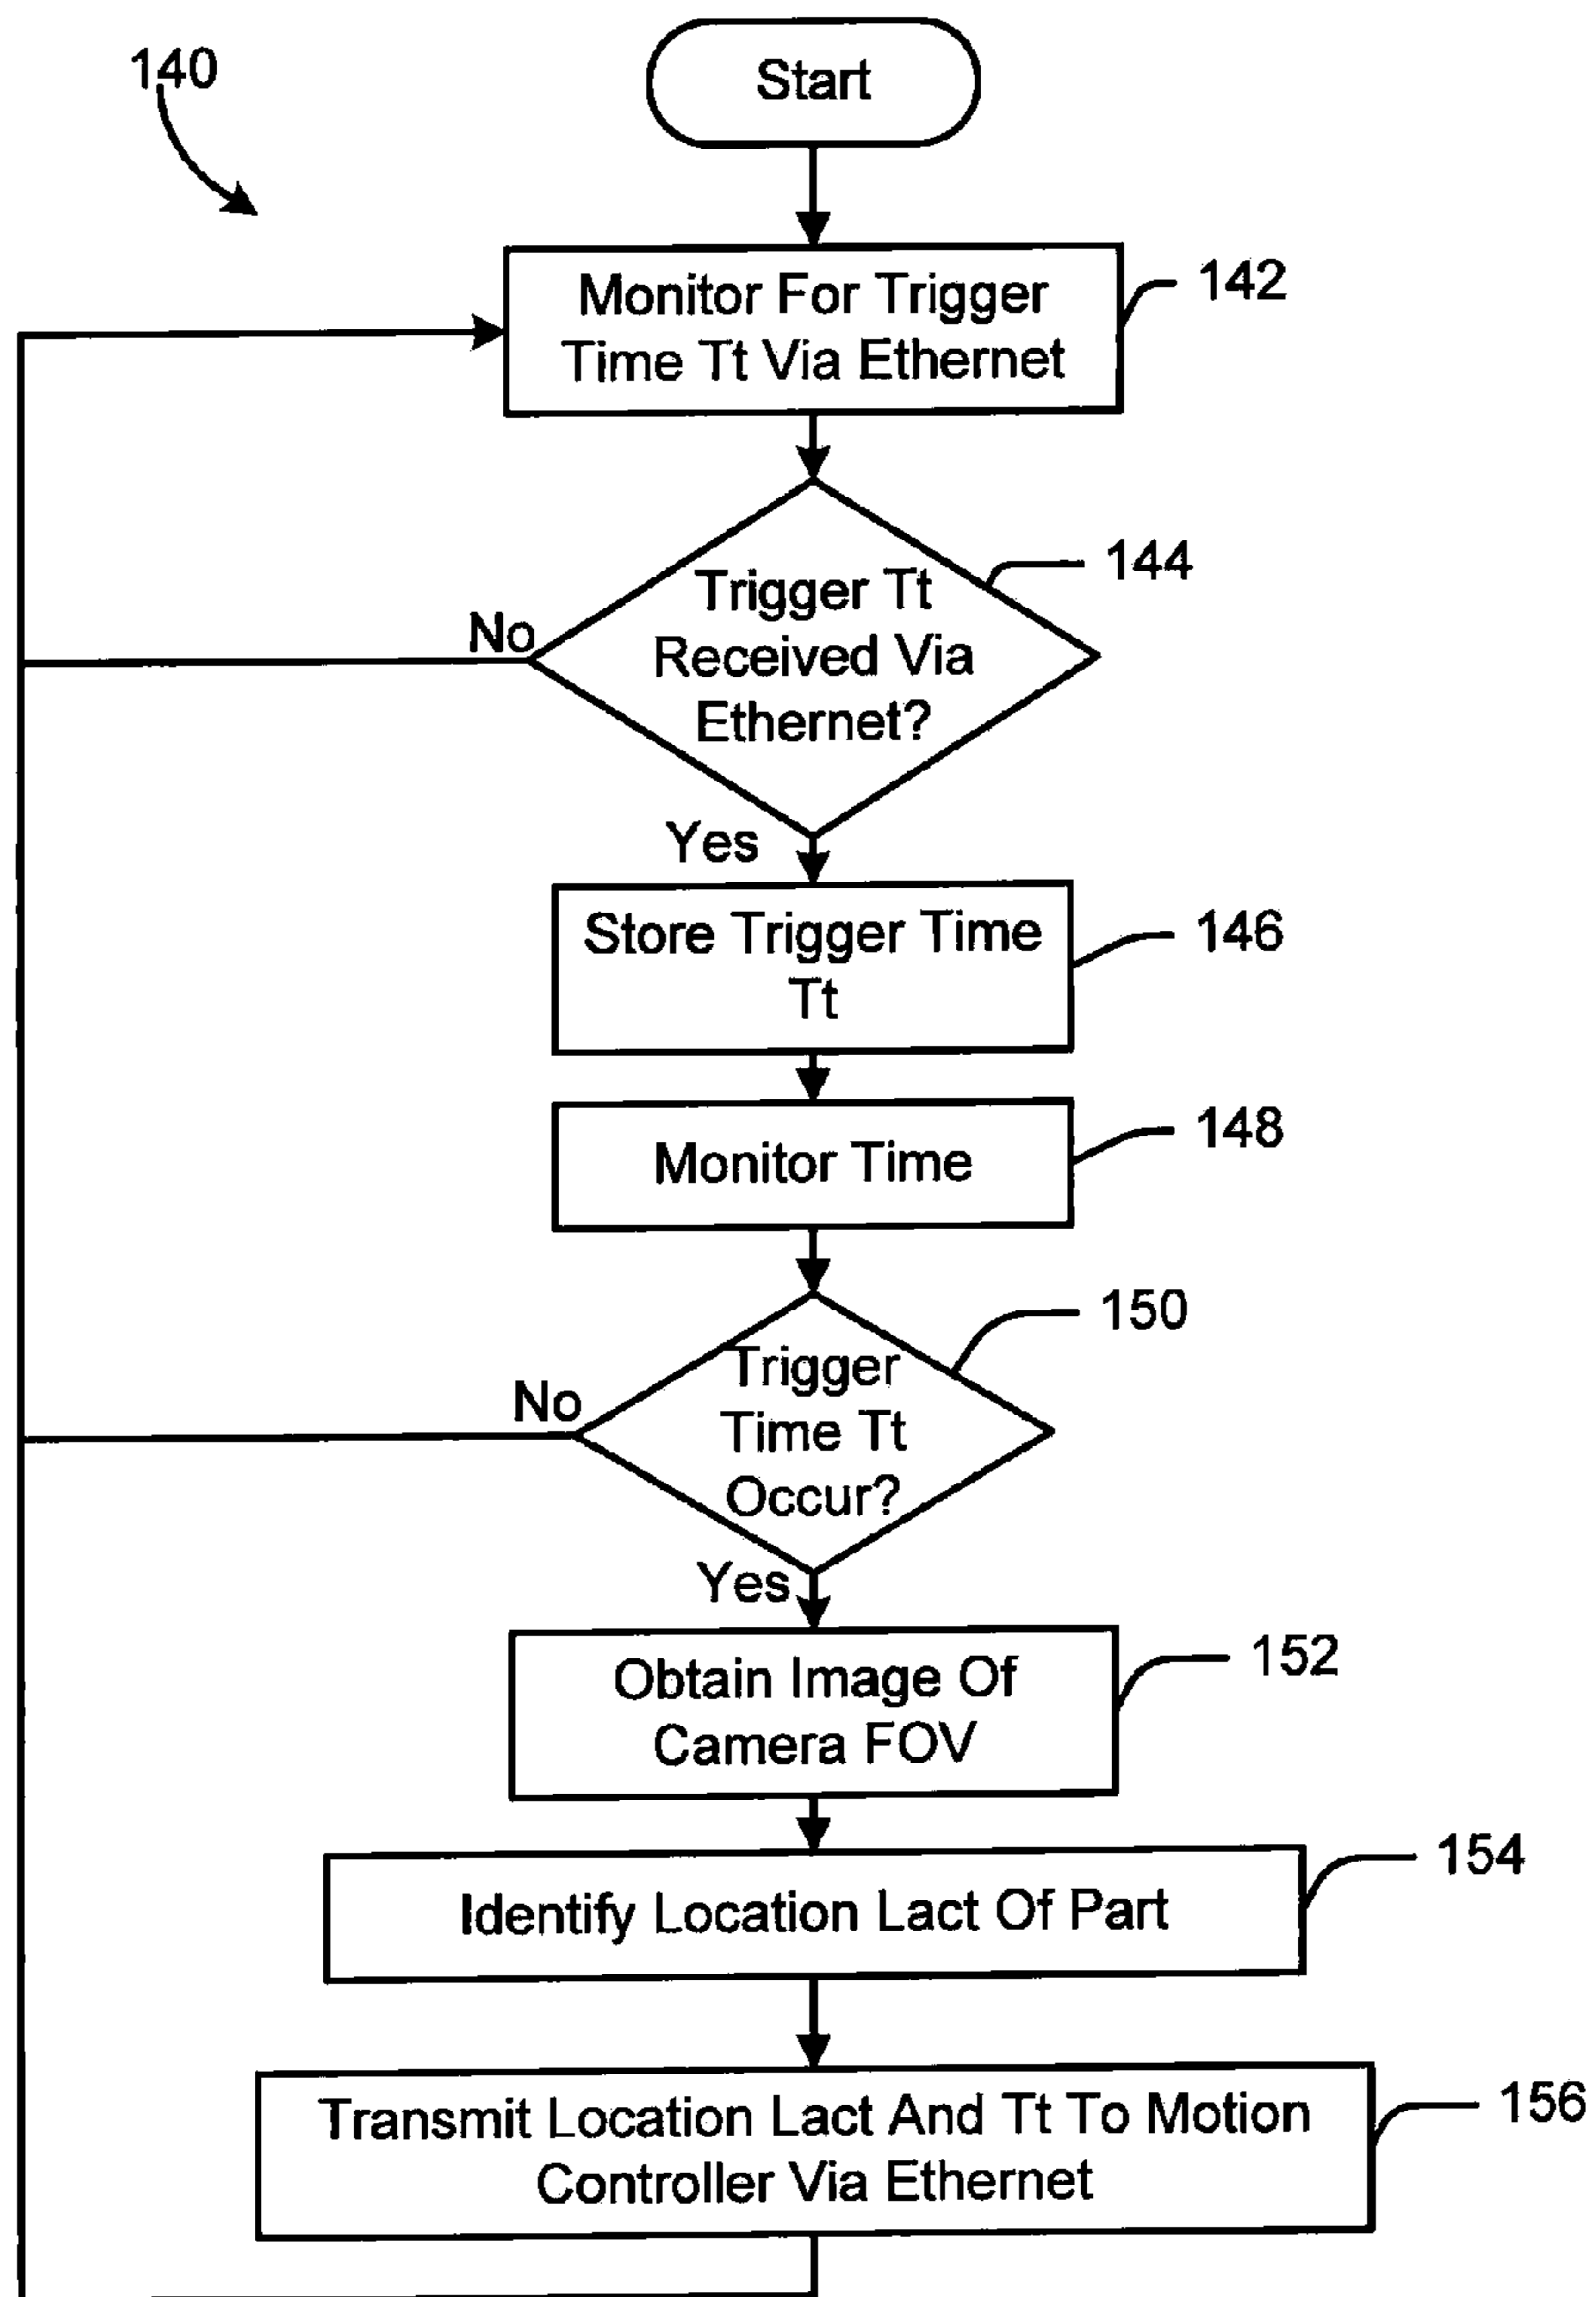 140
Start
Monitor For Trigger
Time Tt Via Ethernet
142
Trigger Tt
Received Via
Ethernet?
144
No
Yes
Store Trigger Time
Tt
146
Monitor Time
148
Trigger
Time Tt
Occur?
150
No
Yes
Obtain Image Of
Camera FOV
152
Identify Location Lact Of Part
154
Transmit Location Lact And Tt To Motion
Controller Via Ethernet
156